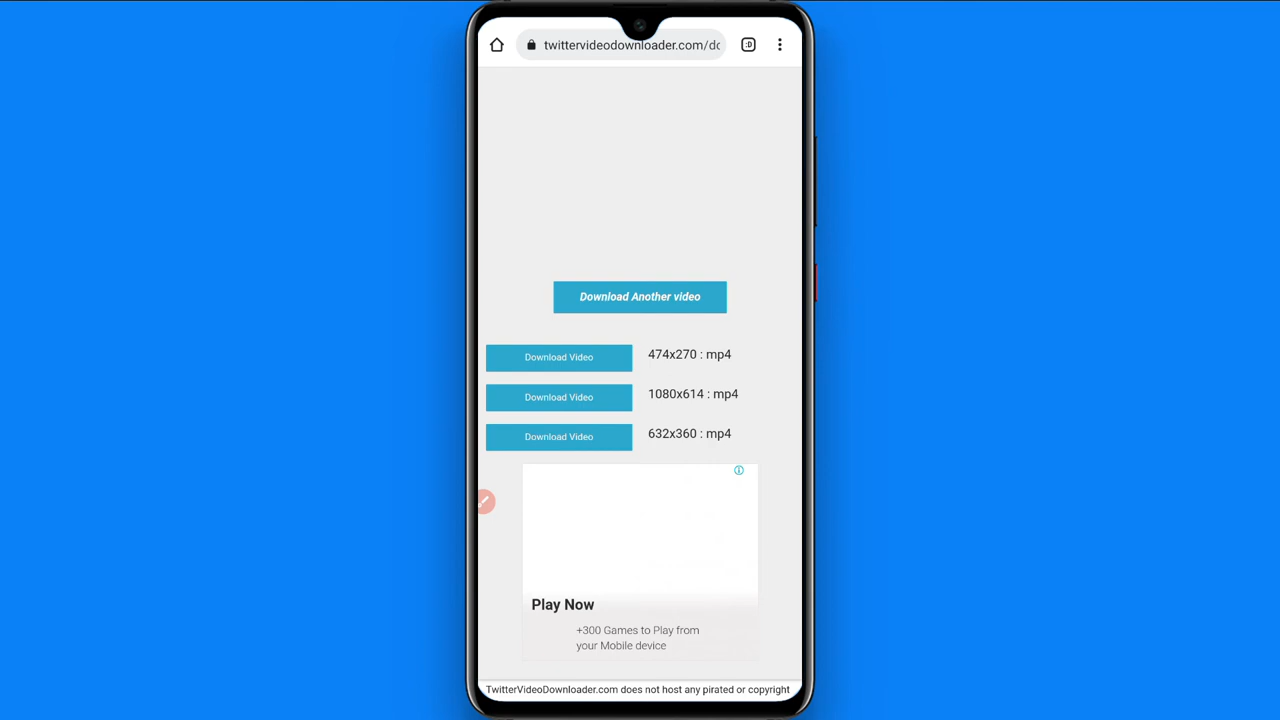 twittervideodownloader.com/dc
:D
Download Another video
Download Video 474x270 : mp4
Download Video 1080x614 : mp4
Download Video 632x360 : mp4
Play Now
+300 Games to Play from
your Mobile device
TwitterVideoDownloader.com does not host any pirated or copyright